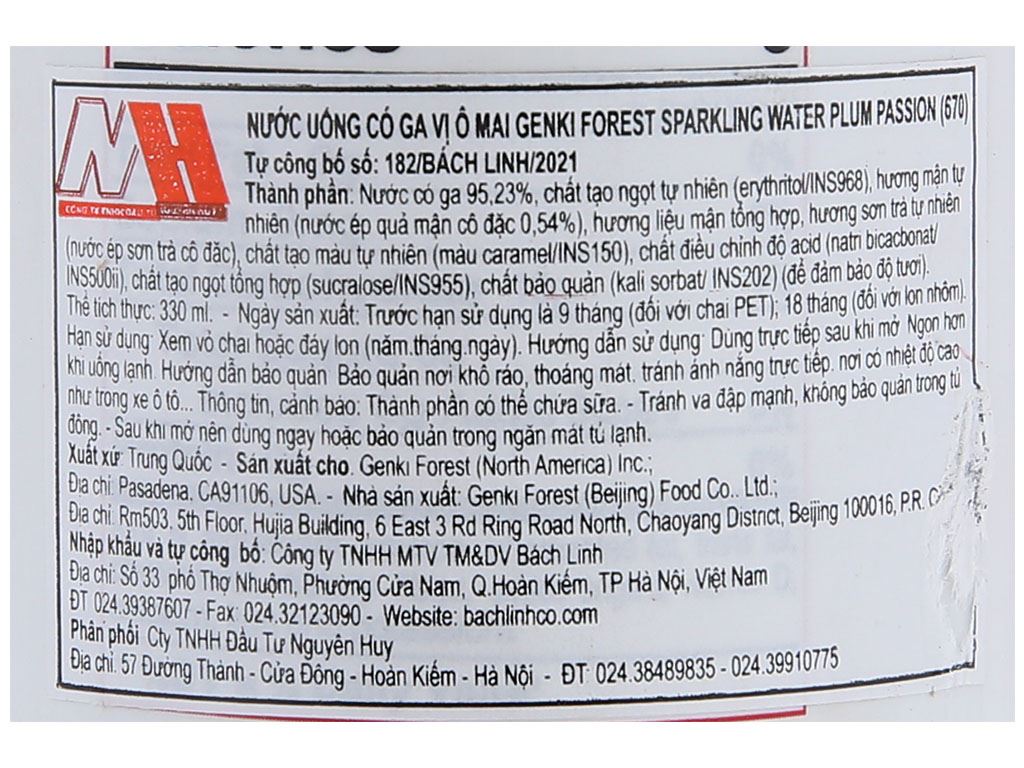 NH
NƯỚC UỐNG CÓ GA VỊ Ô MAI GENKI FOREST SPARKLING WATER PLUM PASSION (670)
Tự công bố số: 182/BÁCH LINH/2021
Thành phần: Nước có ga 95,23%, chất tạo ngọt tự nhiên (erythritol/INS968), hương mận tự
nhiên (nước ép quả mận cô đặc 0,54%), hương liệu mận tổng hợp, hương sơn trà tự nhiên
(nước ép sơn trà cô đặc), chất tạo màu tự nhiên (màu caramel/INS150), chất điều chỉnh độ acid (natri bicacbonat/
INS500ii), chất tạo ngọt tổng hợp (sucralose/INS955), chất bảo quản (kali sorbat/ INS202) (để đảm bảo độ tươi).
Thể tích thực: 330 ml. - Ngày sản xuất: Trước hạn sử dụng là 9 tháng (đối với chai PET); 18 tháng (đối với lon nhôm).
Hạn sử dụng: Xem vỏ chai hoặc đáy lon (năm.tháng.ngày). Hướng dẫn sử dụng: Dùng trực tiếp sau khi mở. Ngon hơn
khi uống lạnh. Hướng dẫn bảo quản: Bảo quản nơi khô ráo, thoáng mát. tránh ánh nắng trực tiếp. nơi có nhiệt độ cao
như trong xe ô tô... Thông tin, cảnh báo: Thành phần có thể chứa sữa. - Tránh va đập mạnh, không bảo quản trong tủ
đông. - Sau khi mở nên dùng ngay hoặc bảo quản trong ngăn mát tủ lạnh.
Xuất xứ: Trung Quốc - Sản xuất cho. Genki Forest (North America) Inc.;
Địa chỉ: Pasadena. CA91106, USA. - Nhà sản xuất: Genki Forest (Beijing) Food Co.. Ltd.;
Địa chỉ: Rm503. 5th Floor, Hujia Building, 6 East 3 Rd Ring Road North, Chaoyang District, Beijing 100016, P.R.
Nhập khẩu và tự công bố: Công ty TNHH MTV TM&DV Bách Linh
Địa chỉ: Số 33 phố Thợ Nhuộm, Phường Cửa Nam, Q.Hoàn Kiếm, TP Hà Nội, Việt Nam
ĐT 024.39387607 - Fax: 024.32123090 - Website: bachlinhco.com
Phân phối Cty TNHH Đầu Tư Nguyên Huy
Địa chỉ. 57 Đường Thành - Cửa Đông - Hoàn Kiếm - Hà Nội - ĐT: 024.38489835 - 024.39910775